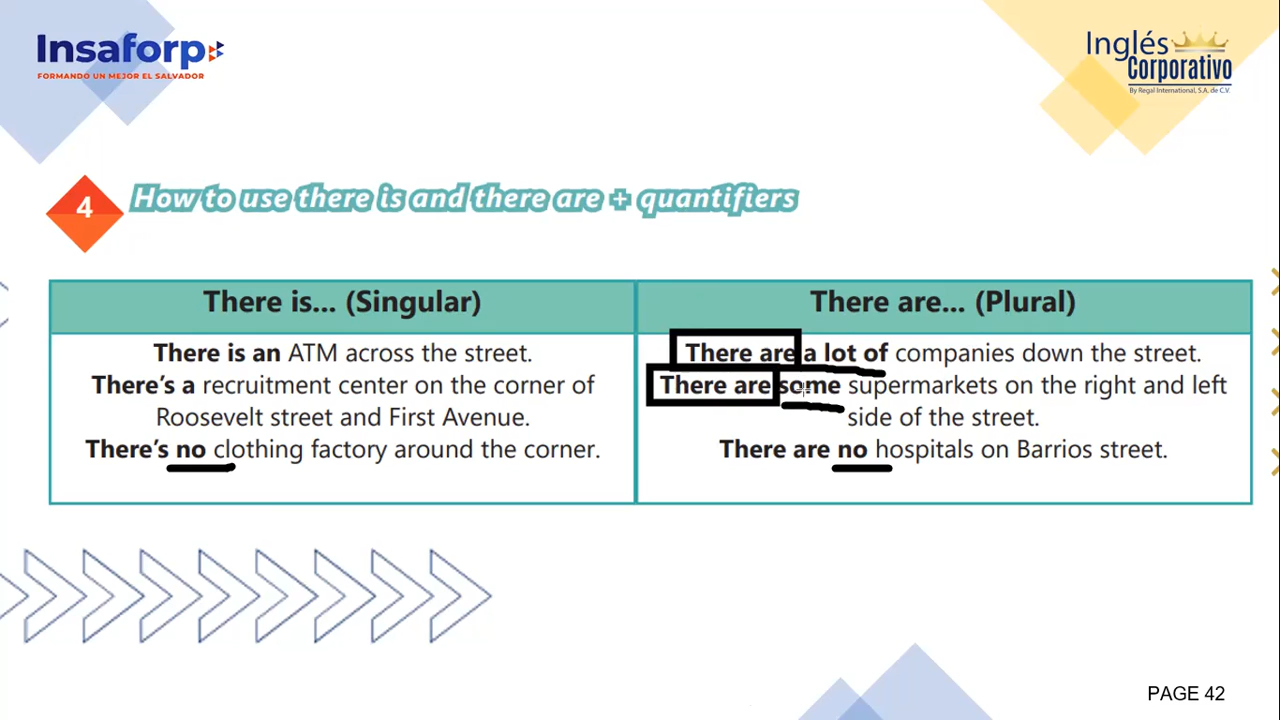 Insaforp
FORMANDO UN MEJOR EL SALVADOR
Inglés
Corporativo
By Regal International, S.A. de C.V.
4
How to use there is and there are + quantifiers
There is... (Singular)
There is an ATM across the street.
There's a recruitment center on the corner of
Roosevelt street and First Avenue.
There's no clothing factory around the corner.
There are... (Plural)
There are a lot of companies down the street.
There are some supermarkets on the right and left
side of the street.
There are no hospitals on Barrios street.
PAGE 42